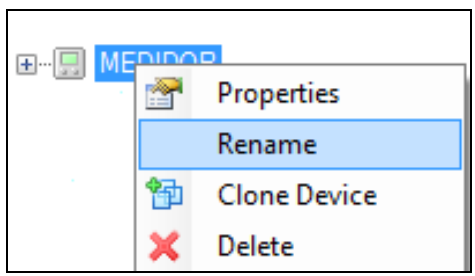 MEDIDOR
Properties
Rename
Clone Device
Delete